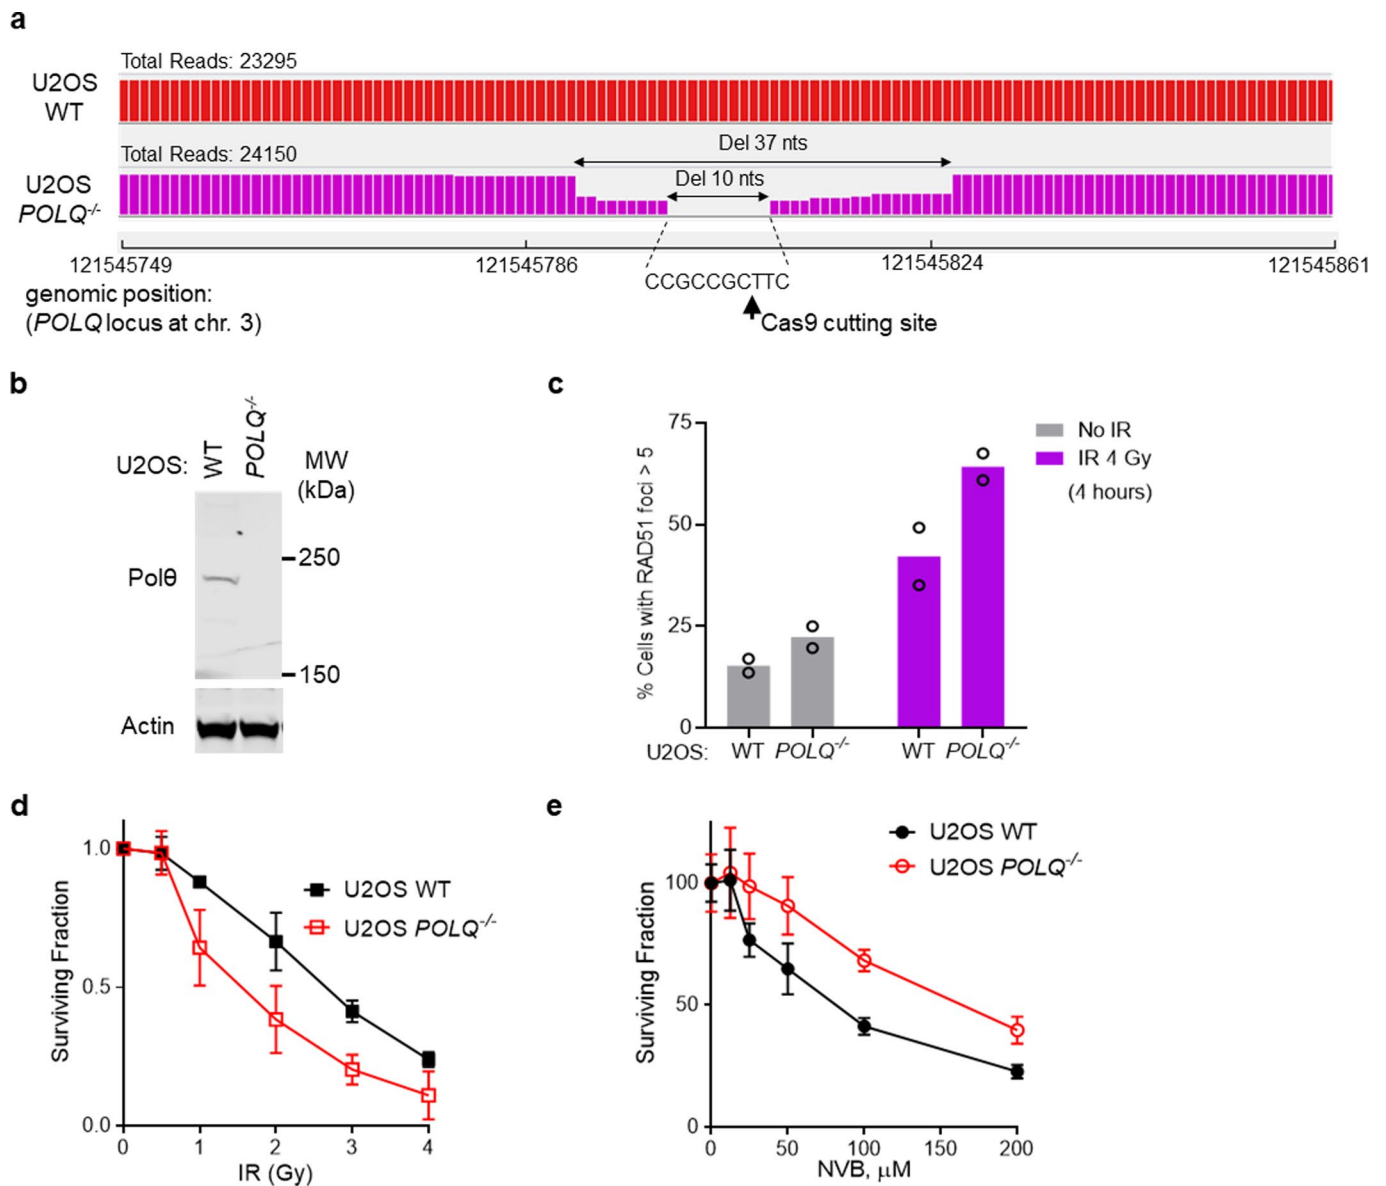 a
Total Reads: 23295
U2OS
WT
Total Reads: 24150
Del 37 nts
Del 10 nts
U2OS
POLQ-/-
121545749
121545786
121545824
121545861
CCGCCGCTTC
genomic position:
(POLQ locus at chr. 3)
Cas9 cutting site
b
U2OS:
WT
POLQ-/-
MW
(kDa)
250
Polθ
150
Actin
c
% Cells with RAD51 foci > 5
75
50
25
0
No IR
IR 4 Gy
(4 hours)
U2OS:
WT
POLQ-/-
WT
POLQ-/-
d
Surviving Fraction
1.0
0.5
0.0
U2OS WT
U2OS POLQ-/-
0 1 2 3 4
IR (Gy)
e
Surviving Fraction
100
50
0
U2OS WT
U2OS POLQ-/-
0 50 100 150 200
NVB, μM